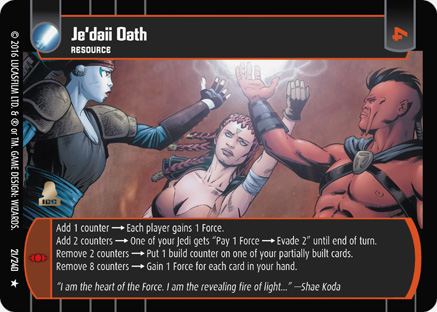 Je'daii Oath
RESOURCE
4
© 2016 LUCASFILM LTD. & ® or TM. GAME DESIGN: WIZARDS.
21/240
Add 1 counter → Each player gains 1 Force.
Add 2 counters → One of your Jedi gets "Pay 1 Force → Evade 2" until end of turn.
Remove 2 counters → Put 1 build counter on one of your partially built cards.
Remove 8 counters → Gain 1 Force for each card in your hand.
"I am the heart of the Force. I am the revealing fire of light..." –Shae Koda